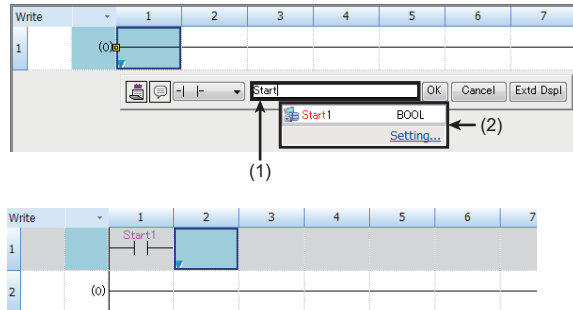 Write 1 2 3 4 5 6 7
1 (0)
-| |- Start OK Cancel Extd Dspl
Start1 BOOL (2)
Setting...
(1)
Write 1 2 3 4 5 6 7
Start1
1
2 (0)